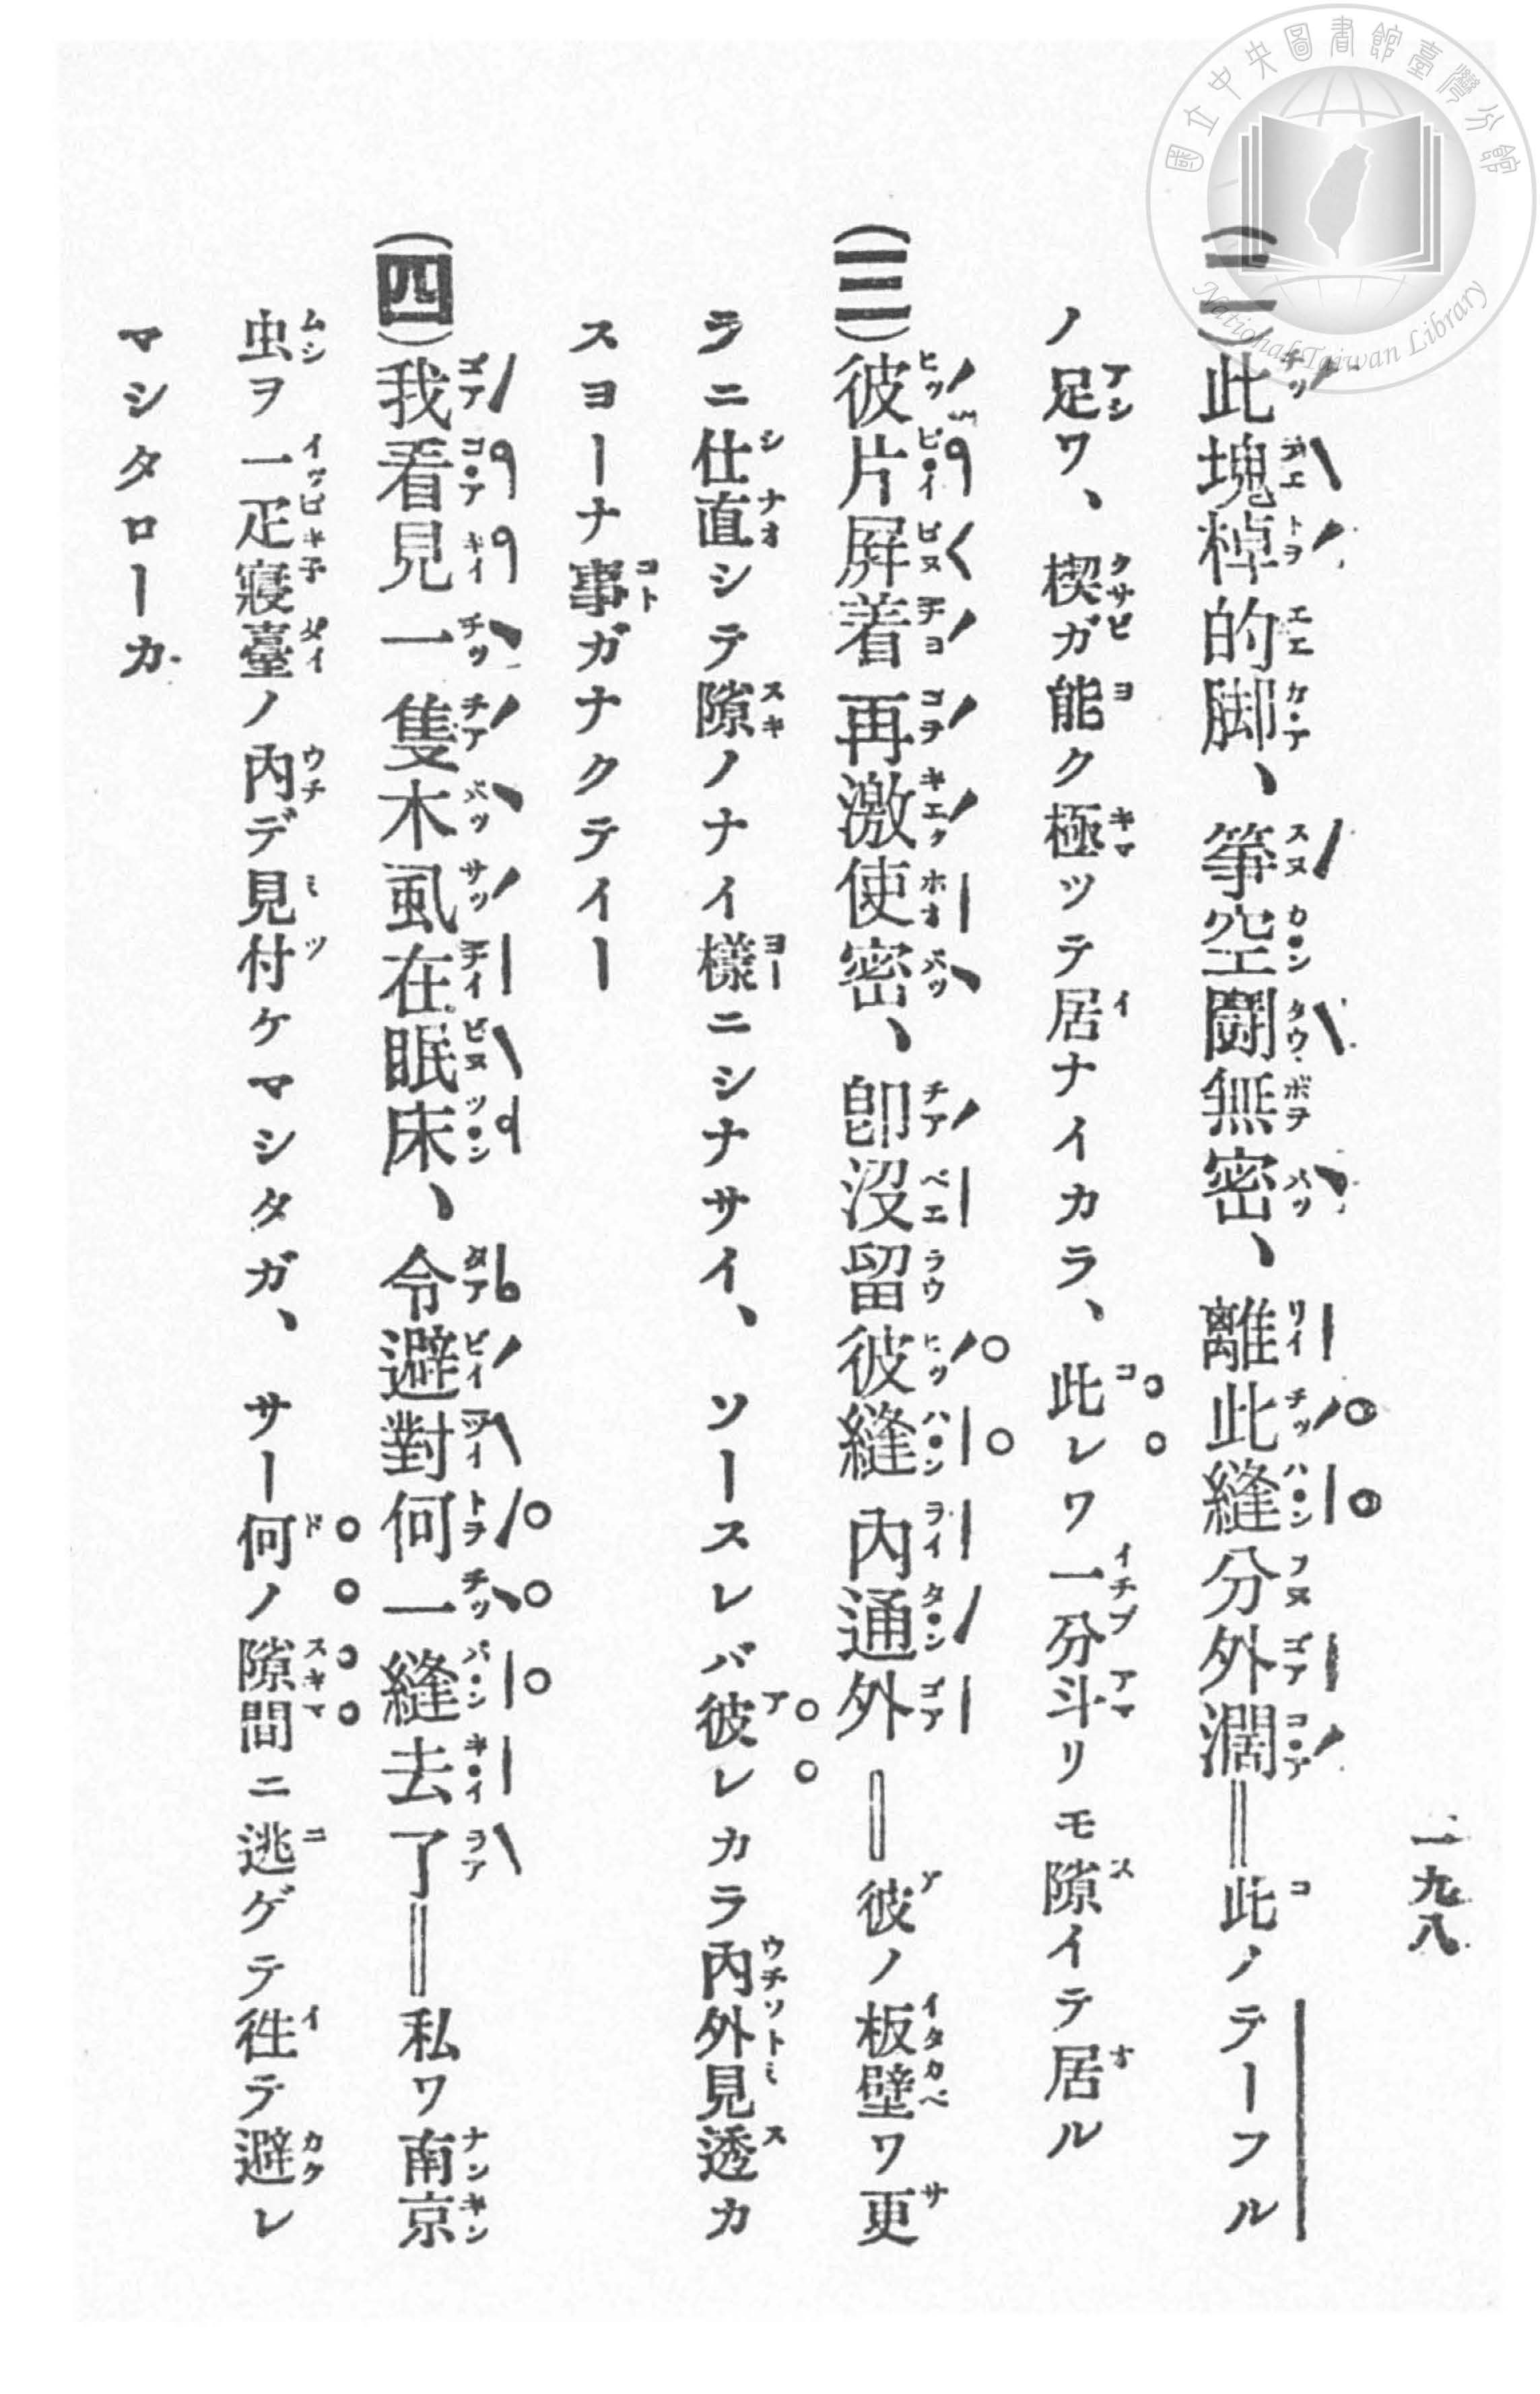 國立中央圖書館臺灣分館
National Taiwan Library
一九八
(二)此塊棹的脚、箏空鬪無密、離此縫分外濶═此ノテーフル
ノ足ワ、楔ガ能ク極ツテ居ナイカラ、此レワ一分斗リモ隙イテ居ル
(三)彼片屛着再激使密、卽沒留彼縫內通外═彼ノ板壁ワ更
ラニ仕直シテ隙ノナイ樣ニシナサイ、ソースレバ彼レカラ內外見透カ
スヨーナ事ガナクテイー
(四)我看見一隻木虱在眠床、令避對何一縫去了═私ワ南京
虫ヲ一疋寢臺ノ內デ見付ケマシタガ、サー何ノ隙間ニ逃ゲテ徃テ避レ
マシタローカ